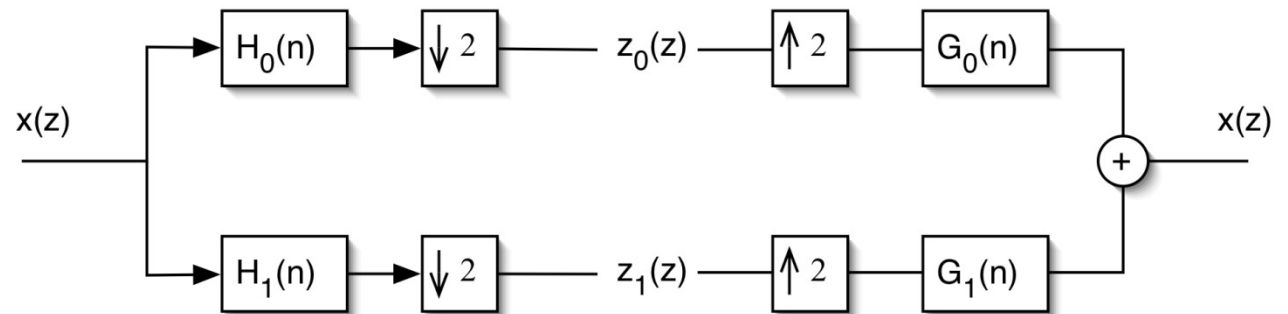 H₀(n) ↓ 2 z₀(z) ↑ 2 G₀(n)
x(z) x(z)
+
H₁(n) ↓ 2 z₁(z) ↑ 2 G₁(n)